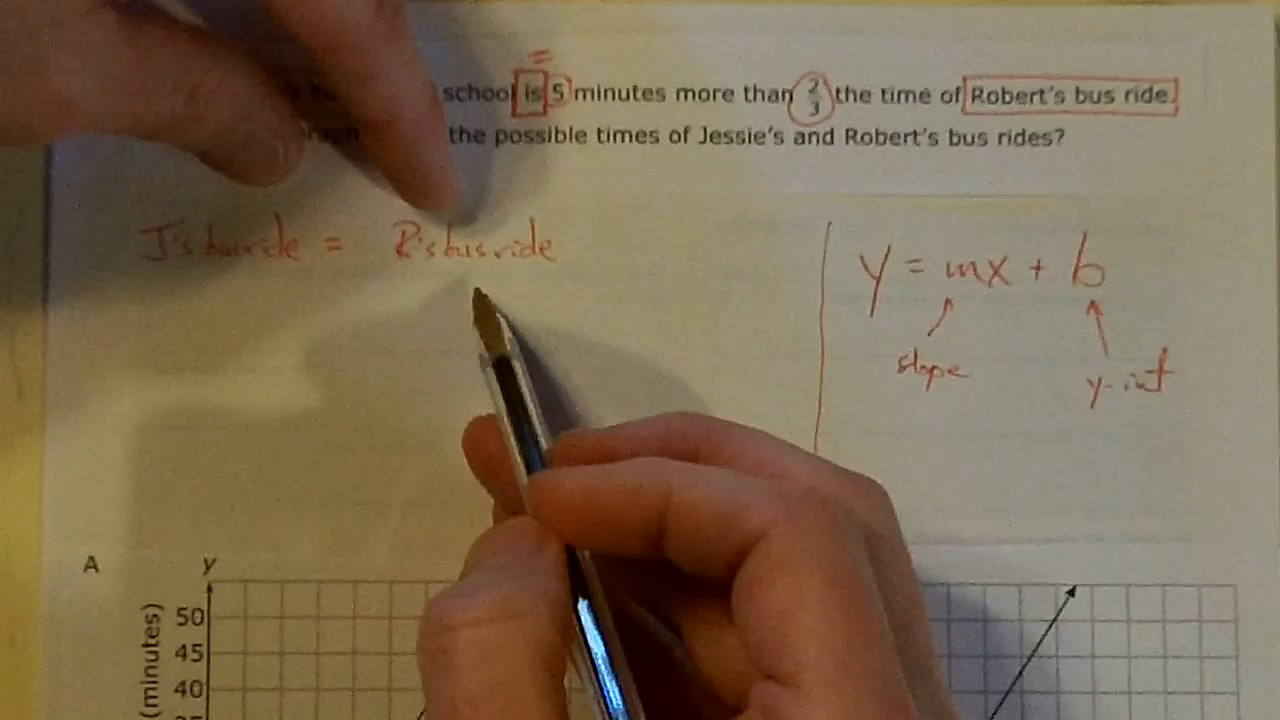 =
school is 5 minutes more than 2/3 the time of Robert's bus ride.
the possible times of Jessie's and Robert's bus rides?
J's bus ride = R's bus ride
y = mx + b
slope
y-int
A
y
50
45
40
(minutes)